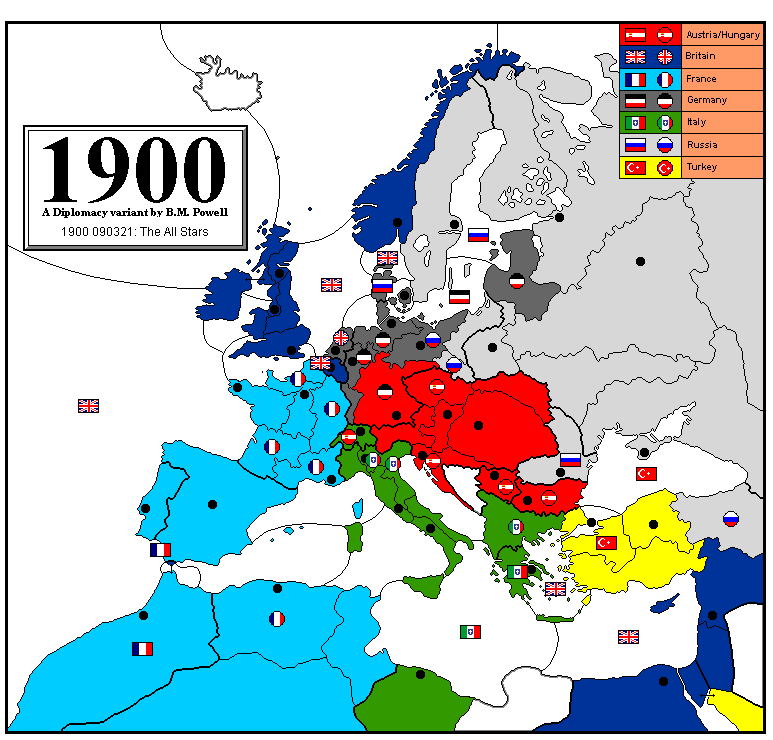 Austria/Hungary
Britain
France
Germany
Italy
Russia
Turkey
1900
A Diplomacy variant by B.M. Powell
1900 090321: The All Stars